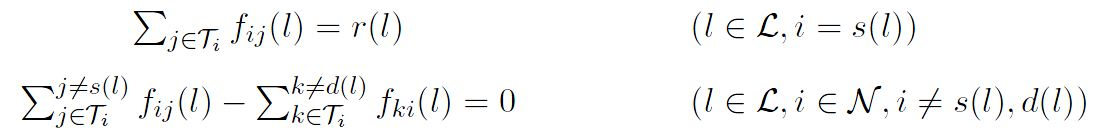 ∑_{j∈𝒯_i} f_{ij}(l) = r(l) (l ∈ ℒ, i = s(l))
∑_{j∈𝒯_i}^{j≠s(l)} f_{ij}(l) − ∑_{k∈𝒯_i}^{k≠d(l)} f_{ki}(l) = 0 (l ∈ ℒ, i ∈ 𝒩, i ≠ s(l), d(l))